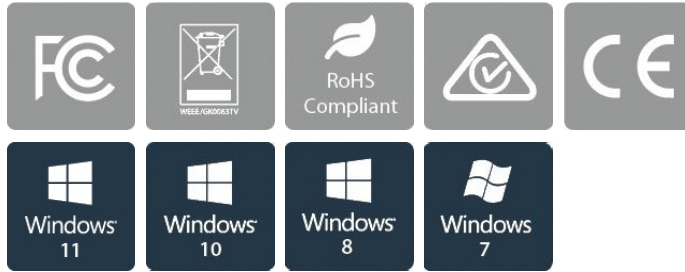 FC
WEEE/GK0063TV
RoHS
Compliant
CE
Windows
11
Windows
10
Windows
8
Windows
7